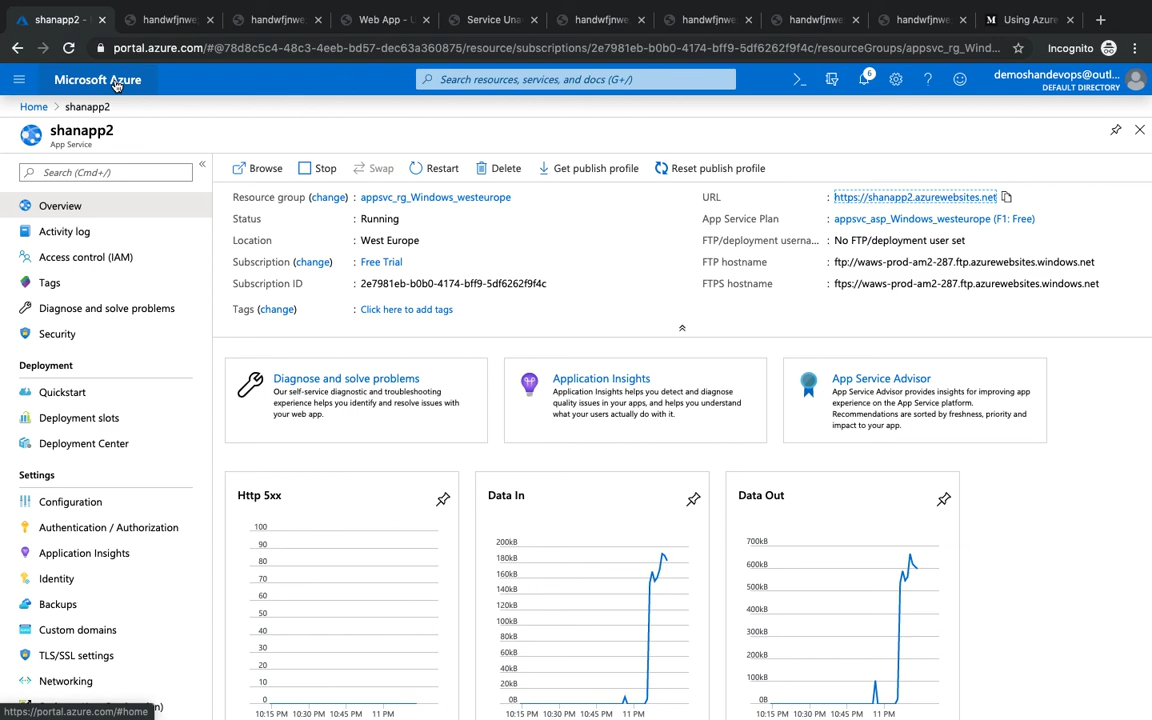 shanapp2 -
handwfjnwe
handwfjnwe
Web App - U
Service Una
handwfjnwe
handwfjnwe
handwfjnwe
handwfjnwe
Using Azure
portal.azure.com/#@78d8c5c4-48c3-4eeb-bd57-dec63a360875/resource/subscriptions/2e7981eb-b0b0-4174-bff9-5df6262f9f4c/resourceGroups/appsvc_rg_Wind...
Incognito
Microsoft Azure
Search resources, services, and docs (G+/)
6
demoshandevops@outl...
DEFAULT DIRECTORY
Home > shanapp2
shanapp2
App Service
Search (Cmd+/)
Overview
Activity log
Access control (IAM)
Tags
Diagnose and solve problems
Security
Deployment
Quickstart
Deployment slots
Deployment Center
Settings
Configuration
Authentication / Authorization
Application Insights
Identity
Backups
Custom domains
TLS/SSL settings
Networking
https://portal.azure.com/#home
Browse Stop Swap Restart Delete Get publish profile Reset publish profile
Resource group (change) : appsvc_rg_Windows_westeurope
Status : Running
Location : West Europe
Subscription (change) : Free Trial
Subscription ID : 2e7981eb-b0b0-4174-bff9-5df6262f9f4c
Tags (change) : Click here to add tags
URL : https://shanapp2.azurewebsites.net
App Service Plan : appsvc_asp_Windows_westeurope (F1: Free)
FTP/deployment userna... : No FTP/deployment user set
FTP hostname : ftp://waws-prod-am2-287.ftp.azurewebsites.windows.net
FTPS hostname : ftps://waws-prod-am2-287.ftp.azurewebsites.windows.net
Diagnose and solve problems
Our self-service diagnostic and troubleshooting
experience helps you identify and resolve issues with
your web app.
Application Insights
Application Insights helps you detect and diagnose
quality issues in your apps, and helps you understand
what your users actually do with it.
App Service Advisor
App Service Advisor provides insights for improving app
experience on the App Service platform.
Recommendations are sorted by freshness, priority and
impact to your app.
Http 5xx
100
90
80
70
60
50
40
30
20
10
0
10:15 PM 10:30 PM 10:45 PM 11 PM
Data In
200kB
180kB
160kB
140kB
120kB
100kB
80kB
60kB
40kB
20kB
0B
10:15 PM 10:30 PM 10:45 PM 11 PM
Data Out
700kB
600kB
500kB
400kB
300kB
200kB
100kB
0B
10:15 PM 10:30 PM 10:45 PM 11 PM